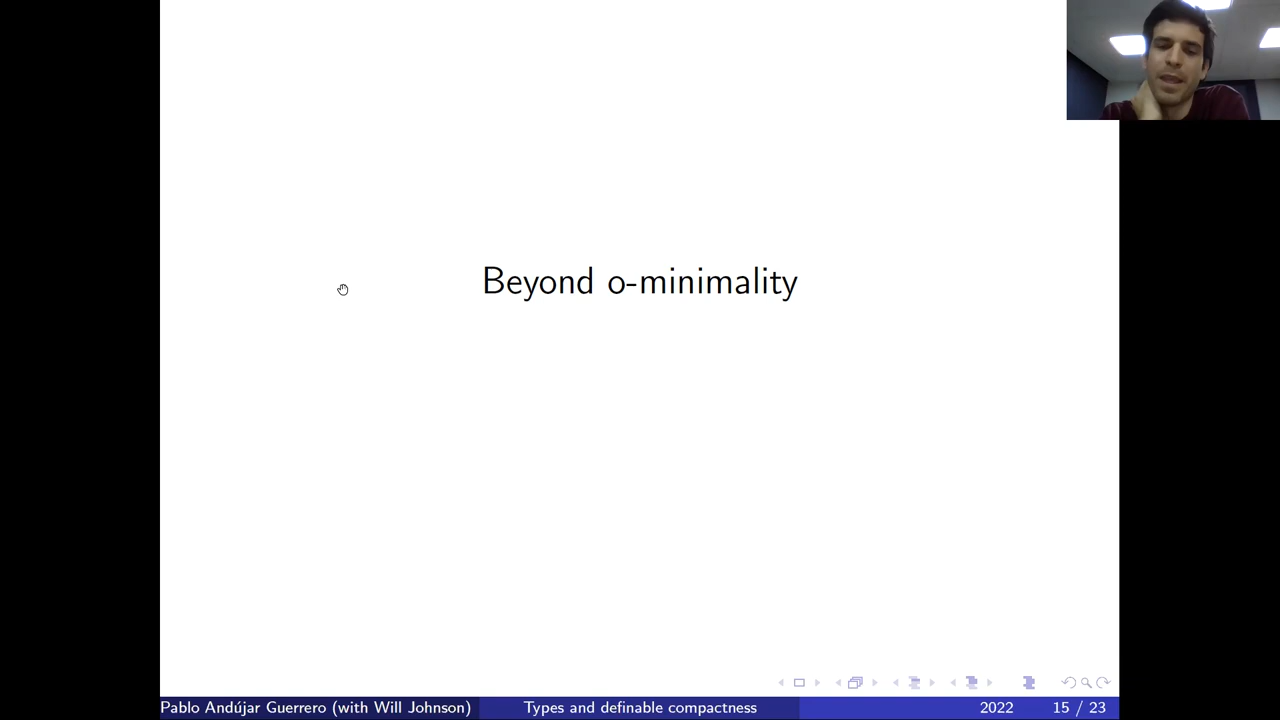 Beyond o-minimality
Pablo Andújar Guerrero (with Will Johnson) Types and definable compactness 2022 15 / 23